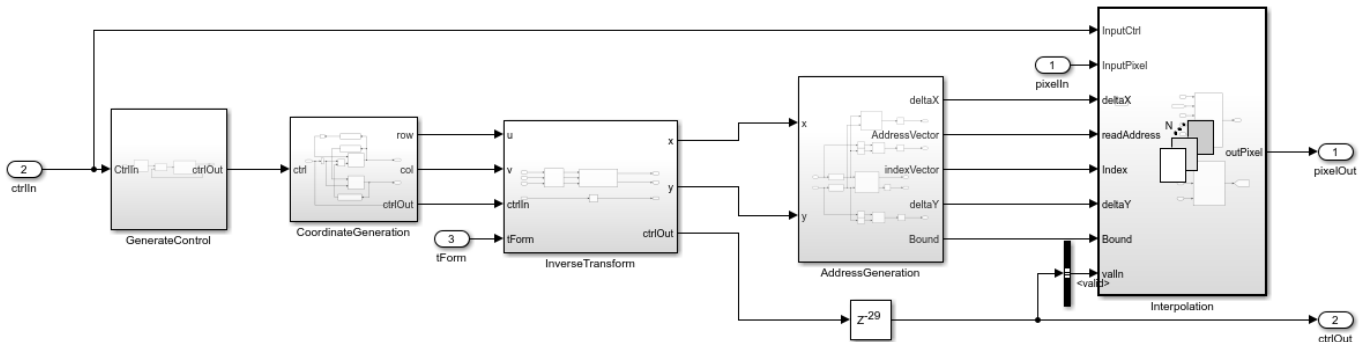 InputCtrl
1
InputPixel
pixelIn
deltaX
deltaX
row
u
x
x
AddressVector
readAddress
N
2
CtrlIn
ctrlOut
ctrl
col
v
indexVector
Index
outPixel
1
ctrlIn
pixelOut
ctrlOut
ctrlIn
y
y
deltaY
deltaY
GenerateControl
CoordinateGeneration
3
tForm
ctrlOut
Bound
Bound
tForm
InverseTransform
AddressGeneration
valIn
<valid>
Interpolation
Z-29
2
ctrlOut